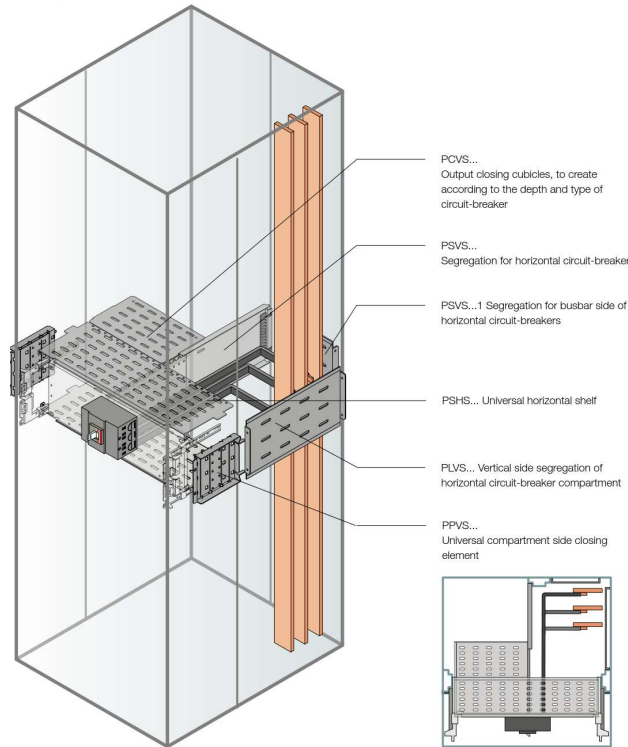 PCVS...
Output closing cubicles, to create
according to the depth and type of
circuit-breaker
PSVS...
Segregation for horizontal circuit-breaker
PSVS...1 Segregation for busbar side of
horizontal circuit-breakers
PSHS... Universal horizontal shelf
PLVS... Vertical side segregation of
horizontal circuit-breaker compartment
PPVS...
Universal compartment side closing
element